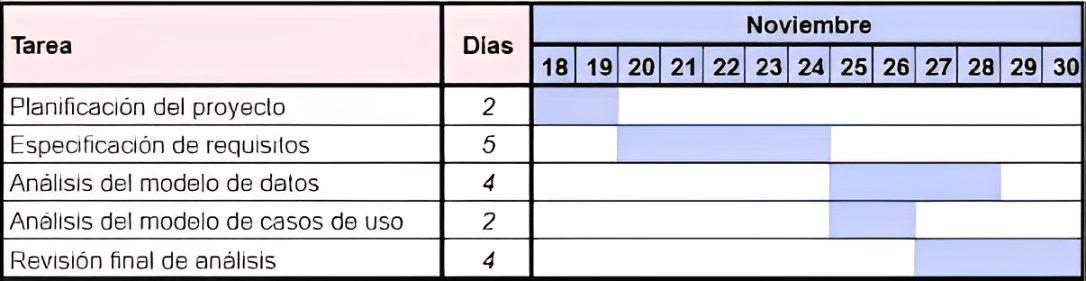 Tarea Días Noviembre
18 19 20 21 22 23 24 25 26 27 28 29 30
Planificación del proyecto 2
Especificación de requisitos 5
Análisis del modelo de datos 4
Análisis del modelo de casos de uso 2
Revisión final de análisis 4